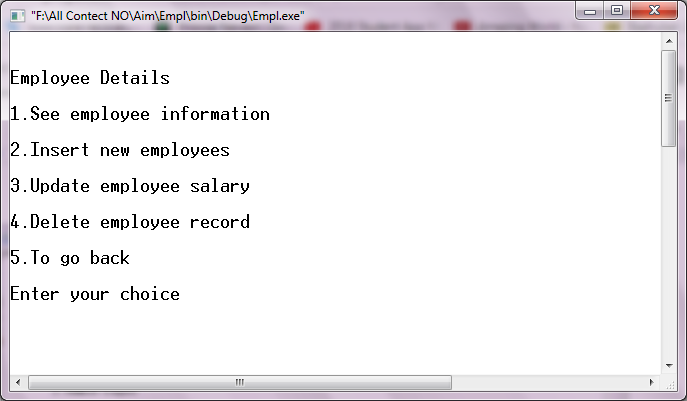 "F:\All Contect NO\Aim\Empl\bin\Debug\Empl.exe"
Employee Details
1.See employee information
2.Insert new employees
3.Update employee salary
4.Delete employee record
5.To go back
Enter your choice